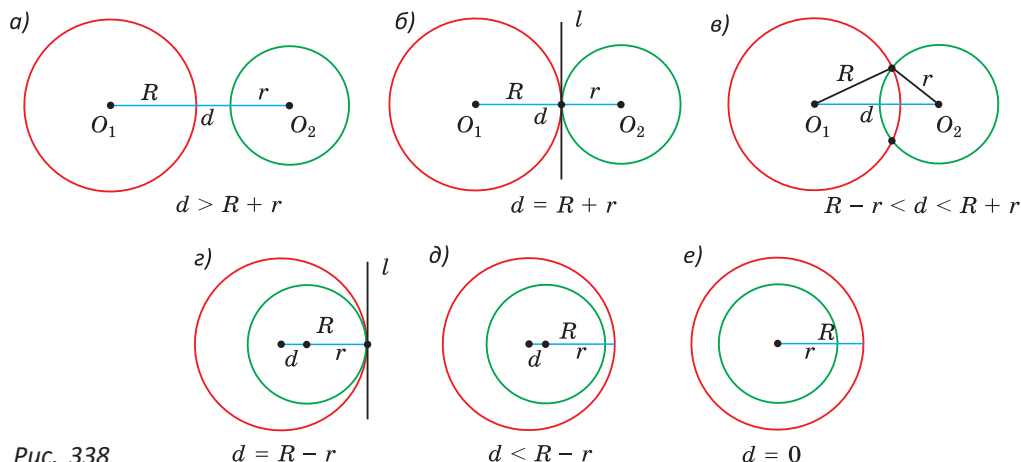 а) б) l в)
R r R r R r
O₁ d O₂ O₁ d O₂ O₁ d O₂
d > R + r d = R + r R – r < d < R + r
г) l д) е)
R R R
d r d r r
Рис. 338 d = R – r d < R – r d = 0